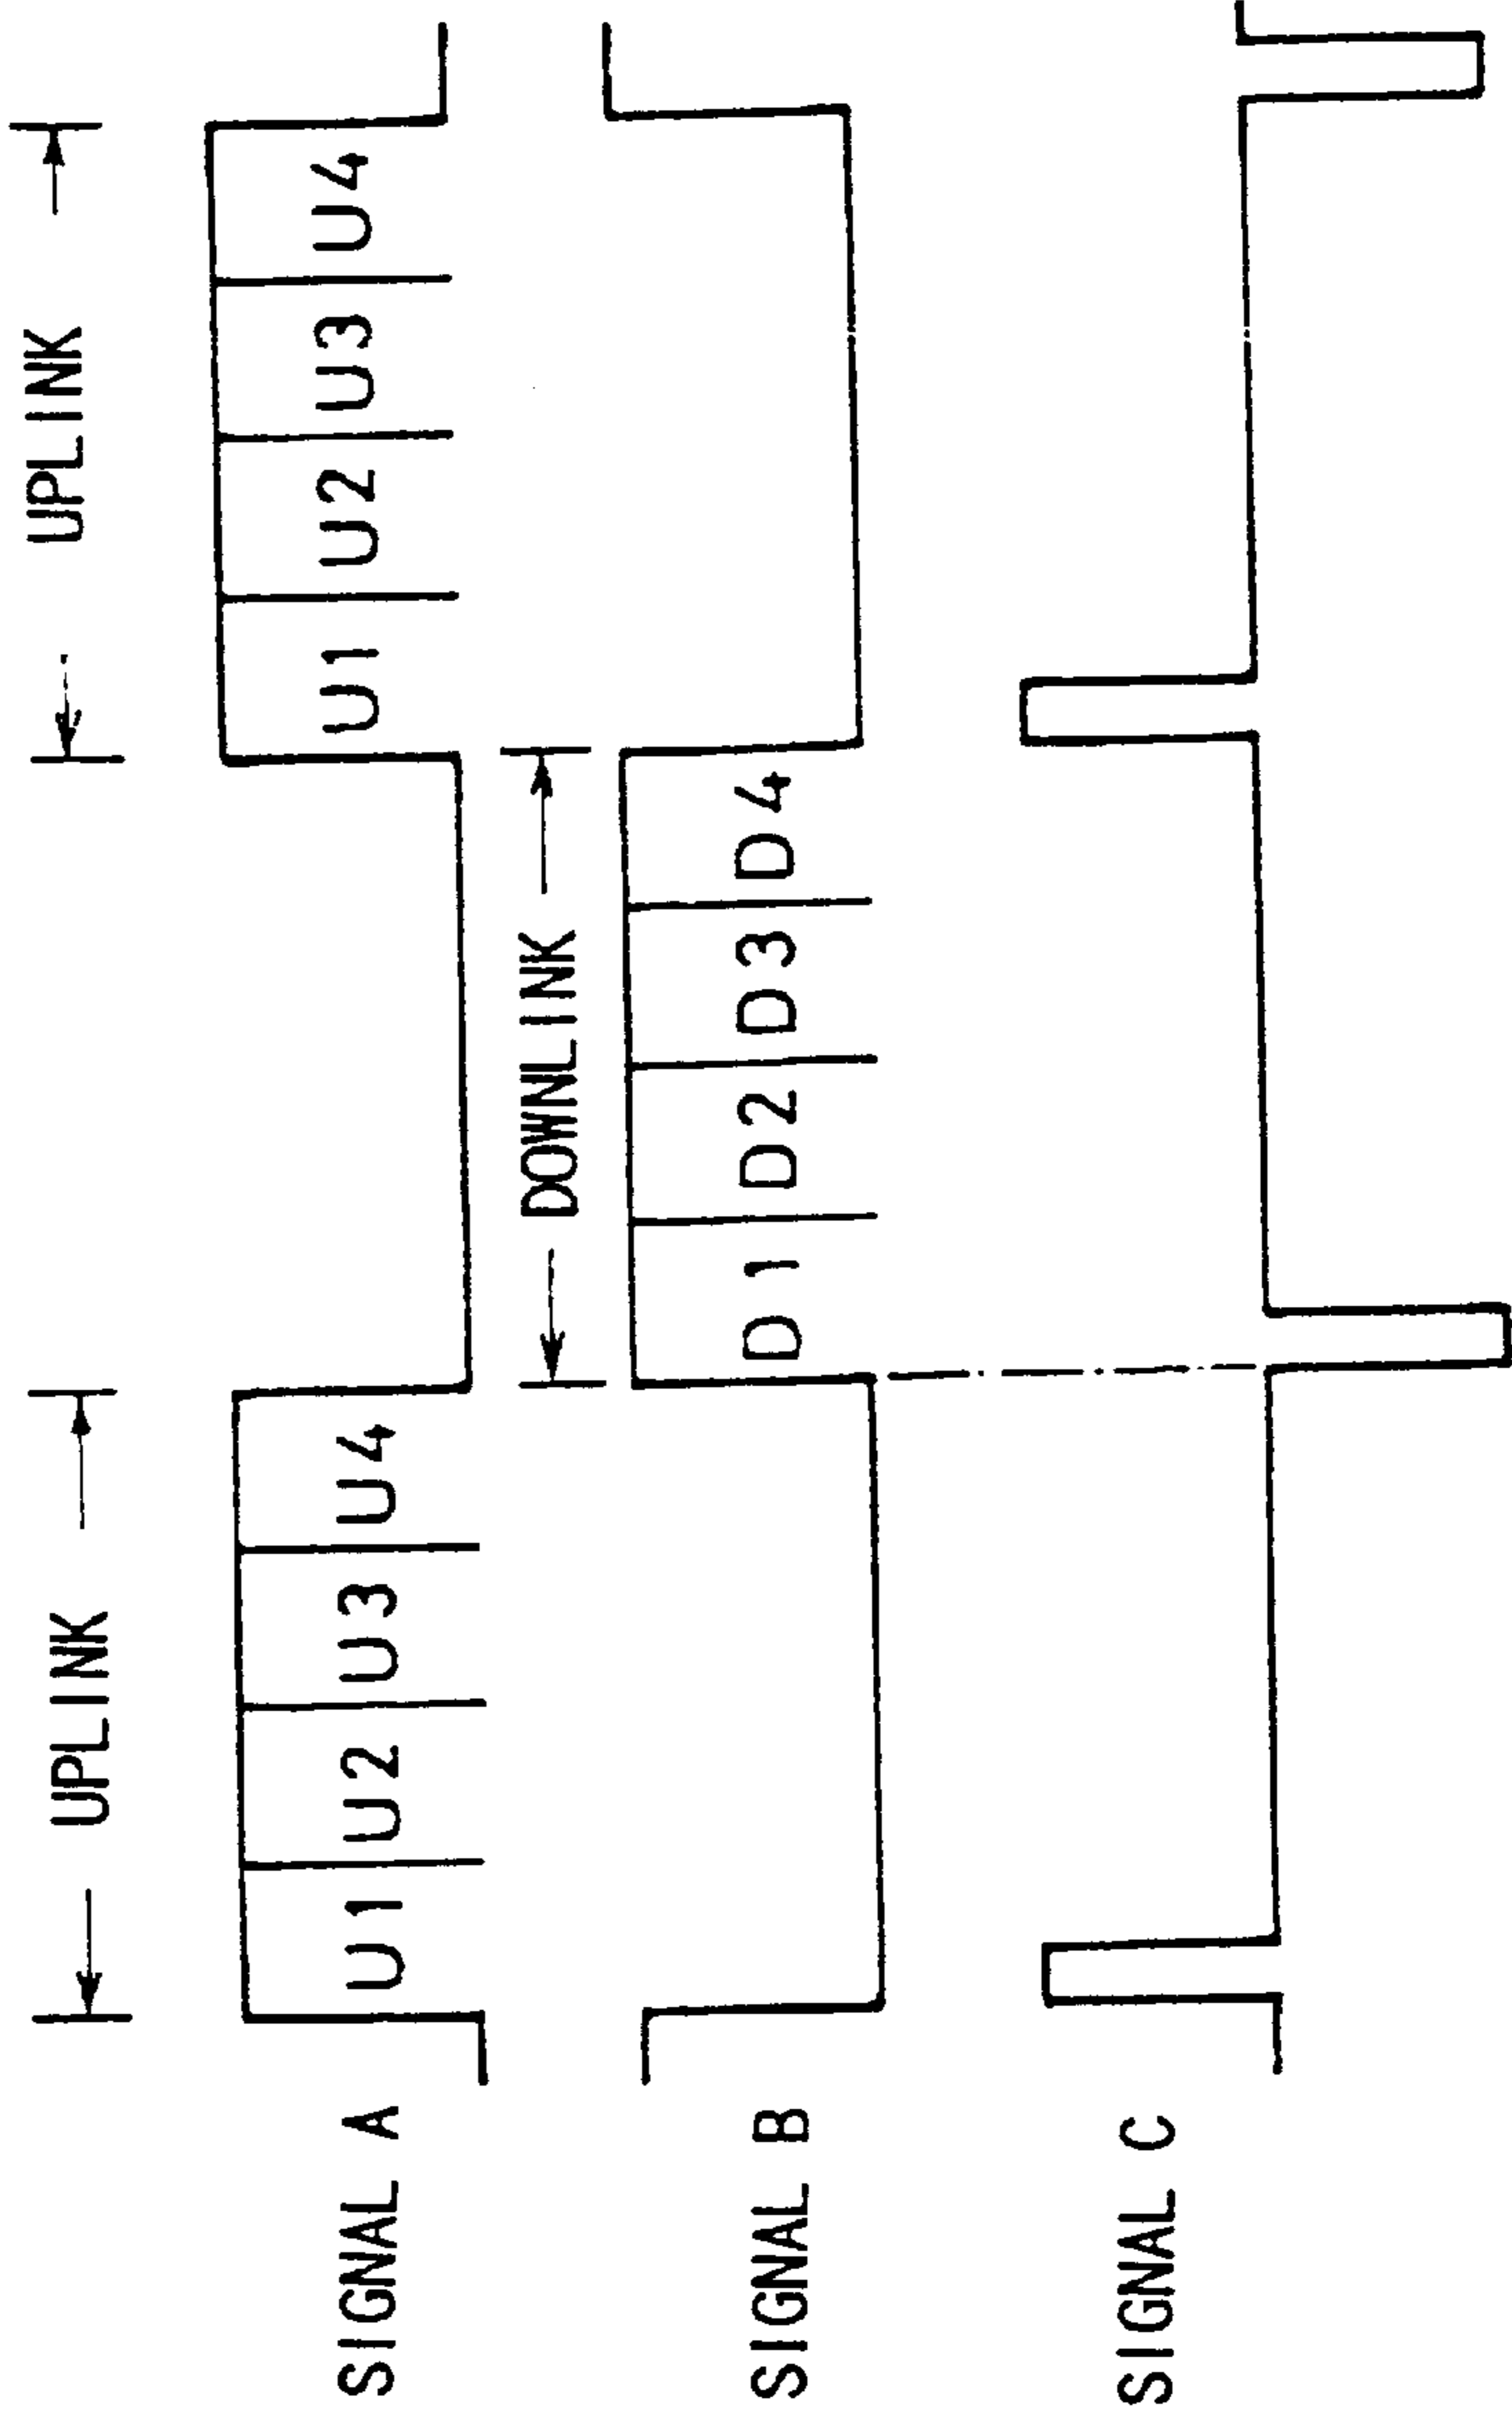 UPLINK UPLINK
SIGNAL A U1 U2 U3 U4 U1 U2 U3 U4
DOWNLINK
SIGNAL B D1 D2 D3 D4
SIGNAL C